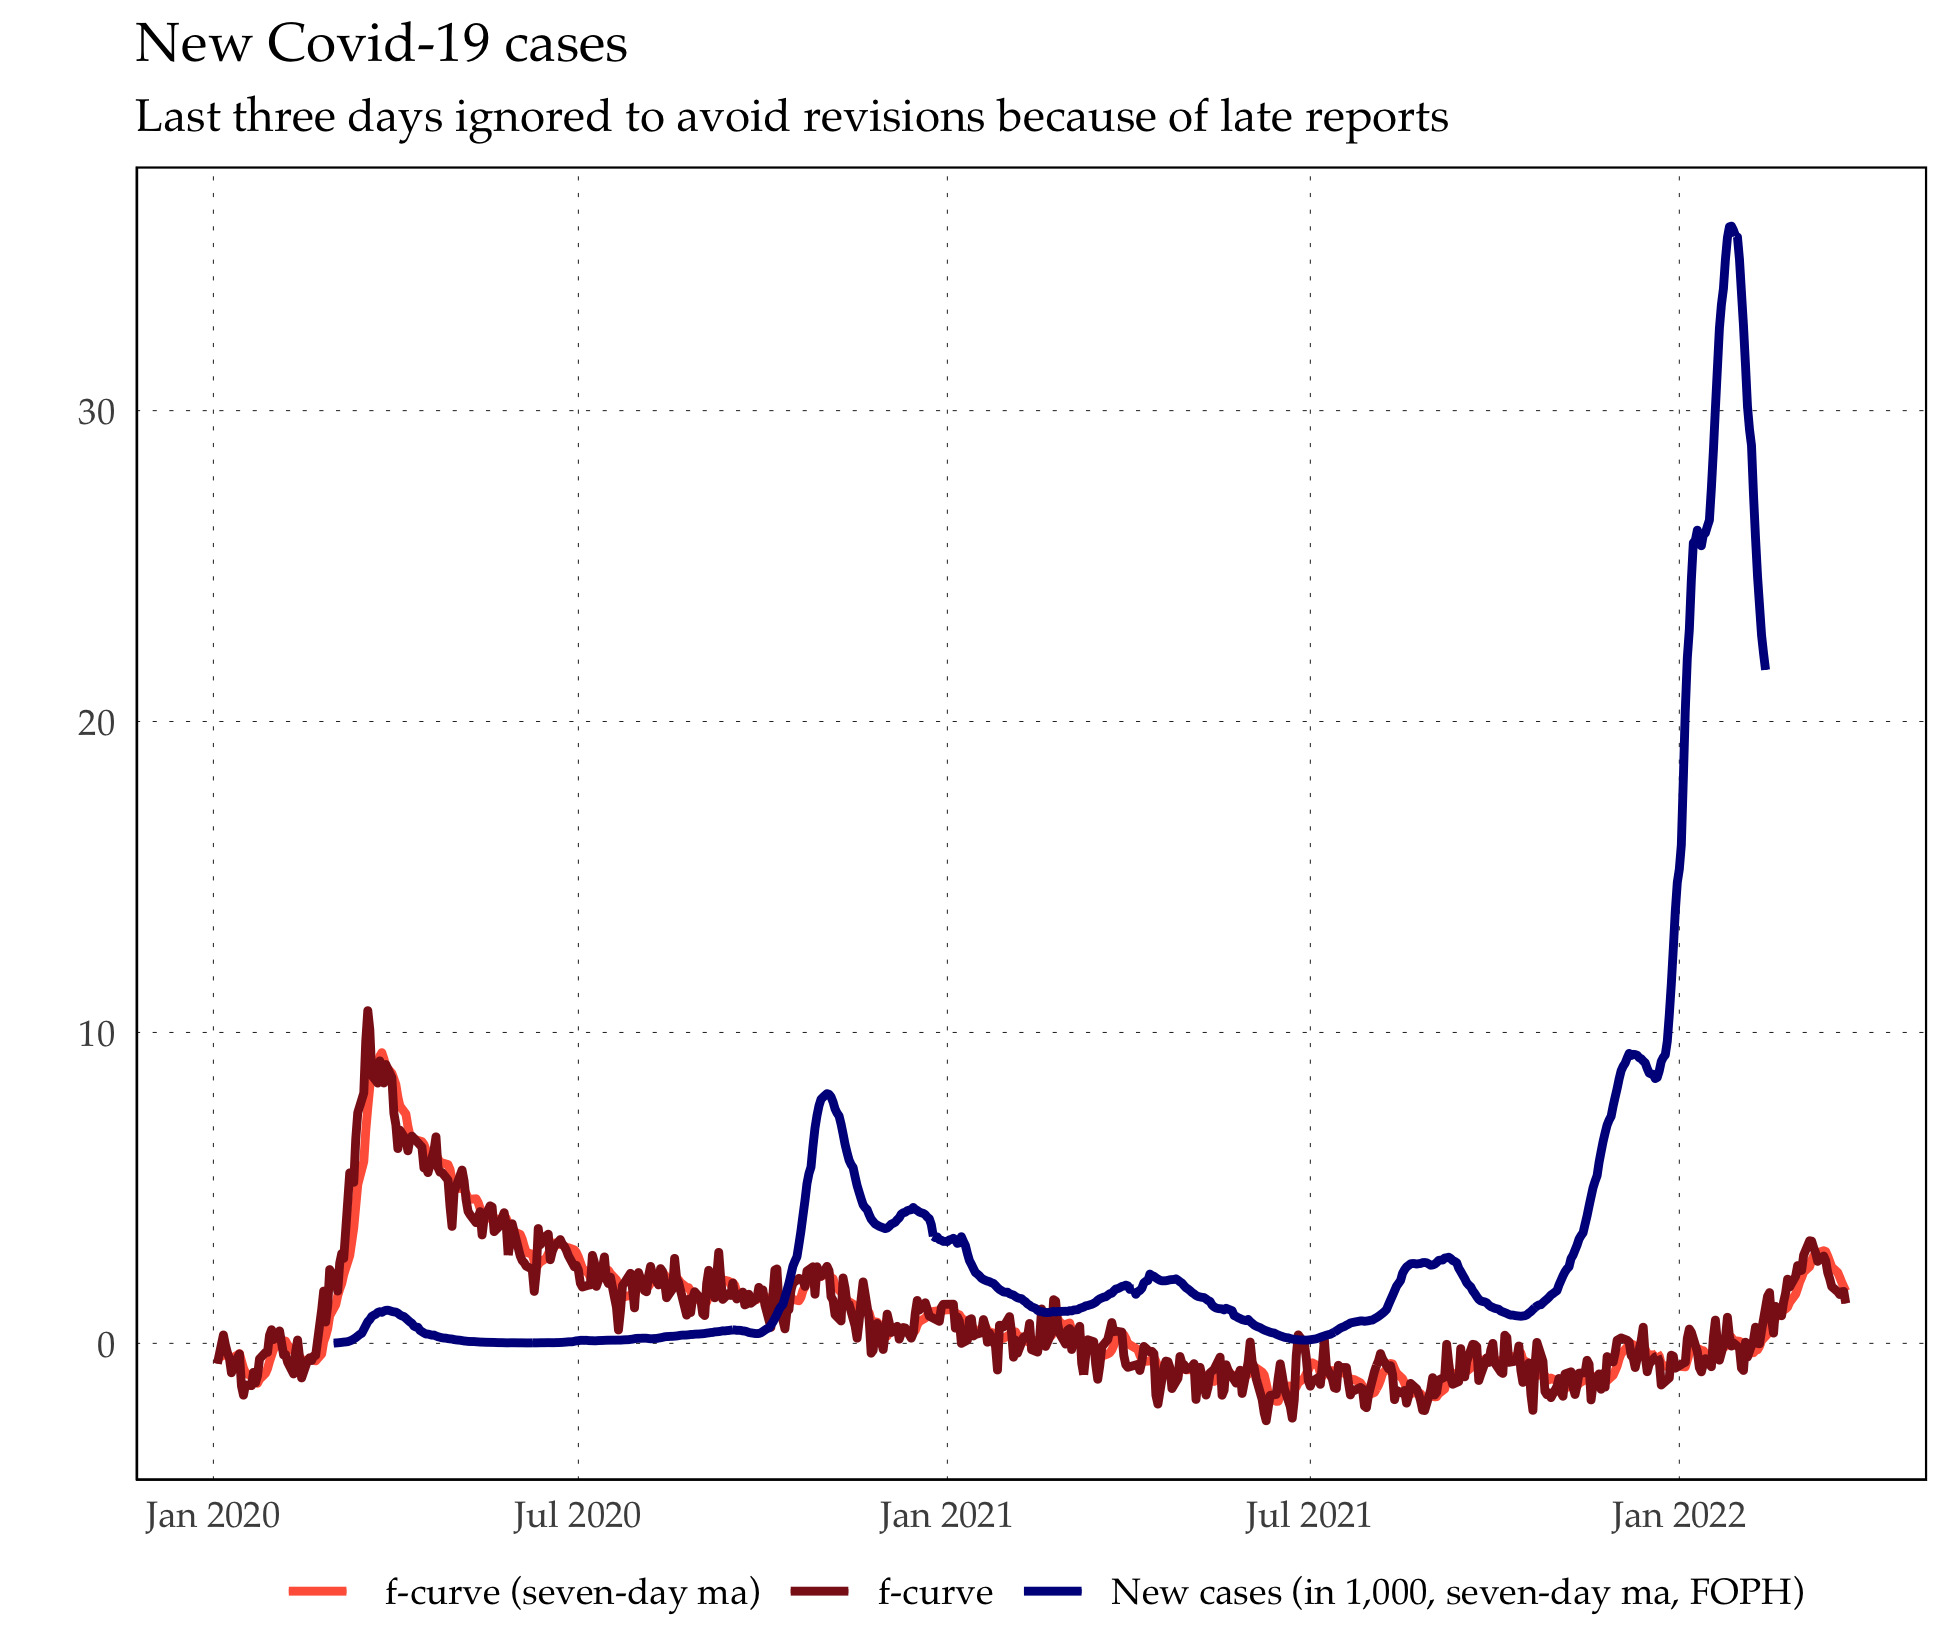 New Covid-19 cases
Last three days ignored to avoid revisions because of late reports
30
20
10
0
Jan 2020 Jul 2020 Jan 2021 Jul 2021 Jan 2022
f-curve (seven-day ma) f-curve New cases (in 1,000, seven-day ma, FOPH)